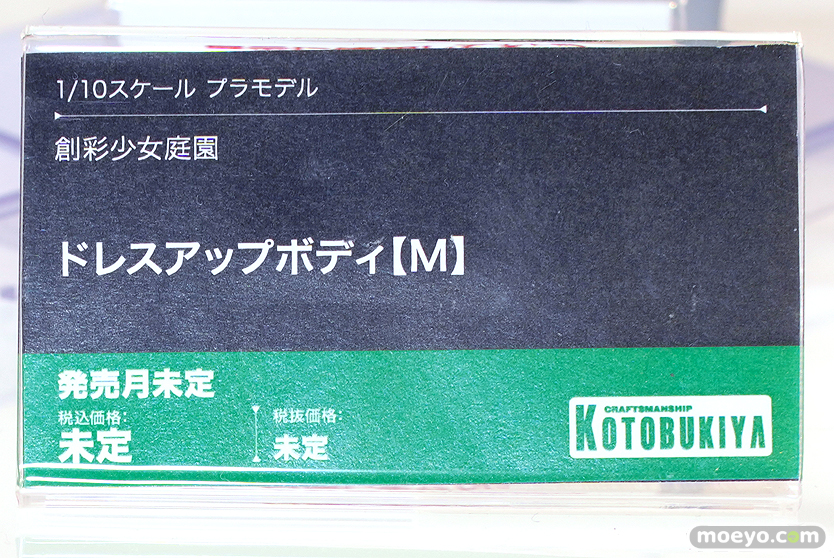 1/10スケール プラモデル
創彩少女庭園
ドレスアップボディ【M】
発売月未定
税込価格:
未定
税抜価格:
未定
CRAFTSMANSHIP
KOTOBUKIYA
moeyo.com